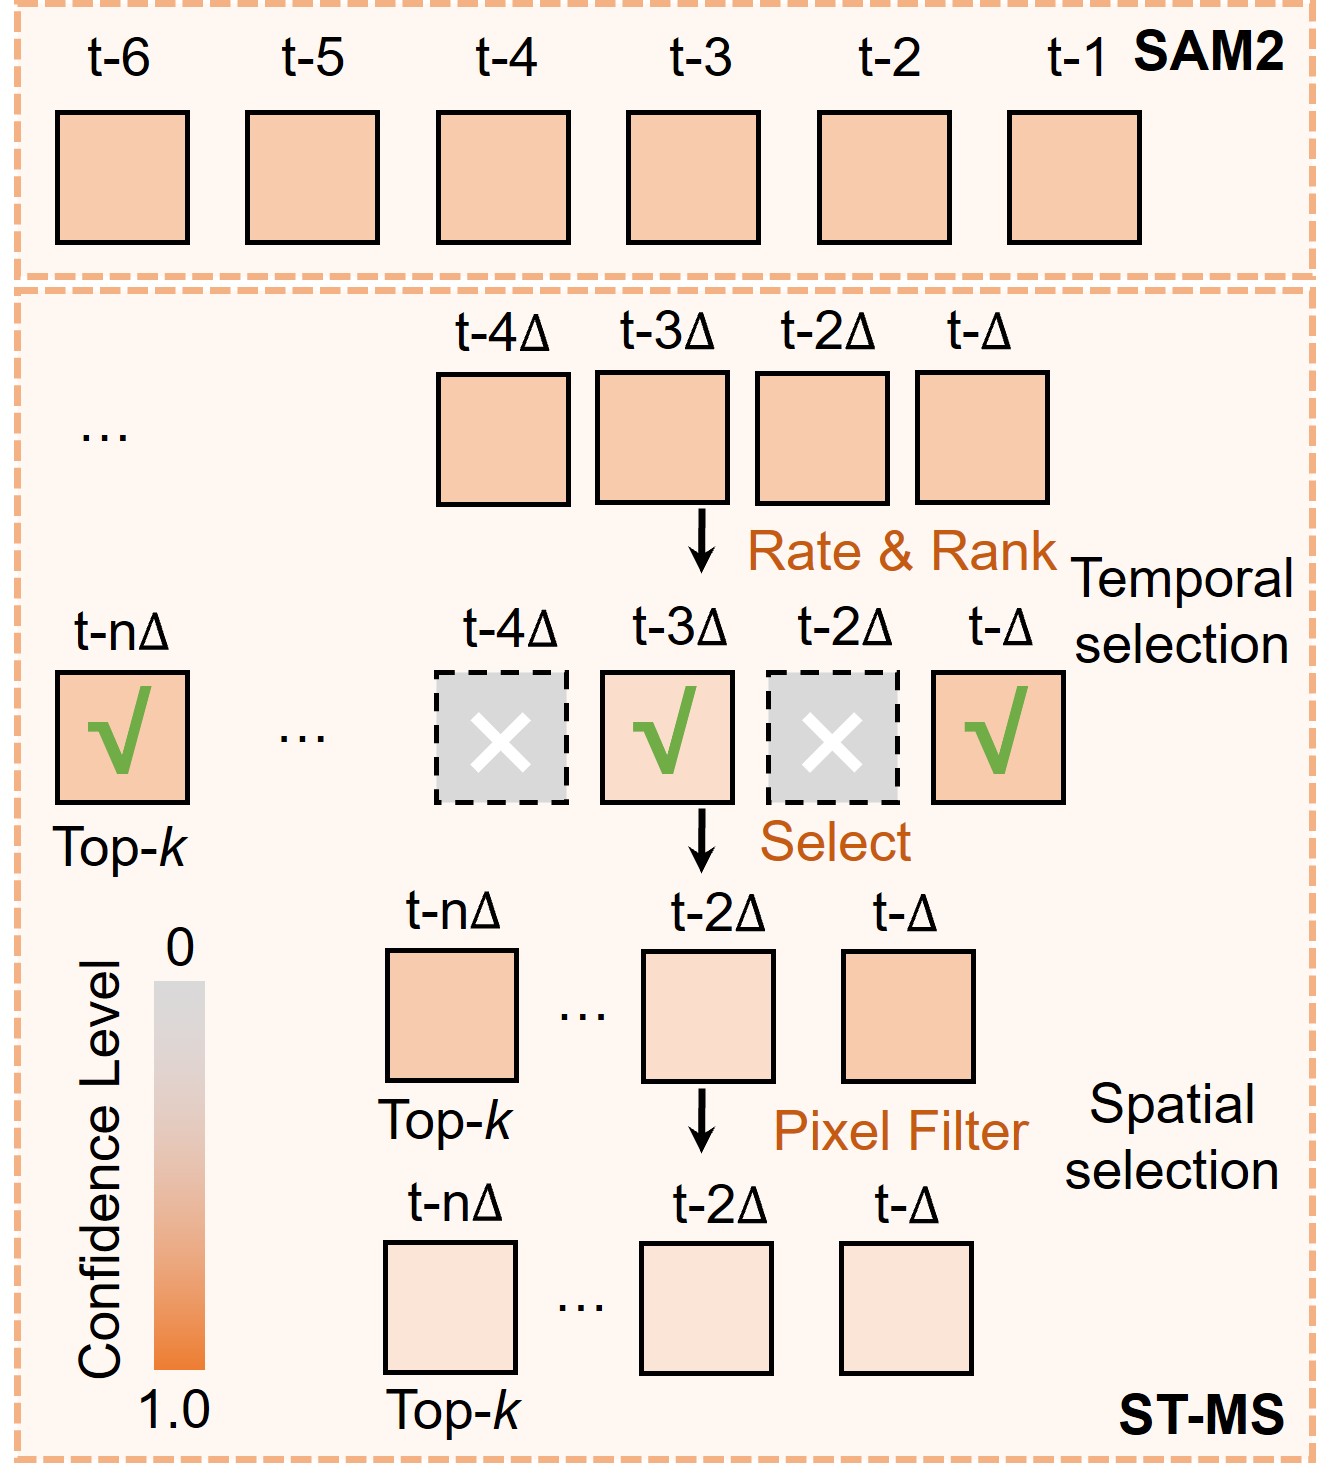 t-6 t-5 t-4 t-3 t-2 t-1 SAM2
t-4Δ t-3Δ t-2Δ t-Δ
...
Rate & Rank
Temporal
selection
t-nΔ t-4Δ t-3Δ t-2Δ t-Δ
√ ... × √ × √
Top-k
Select
t-nΔ t-2Δ t-Δ
...
Top-k
Pixel Filter
Spatial
selection
t-nΔ t-2Δ t-Δ
...
Top-k
0
Confidence Level
1.0
ST-MS